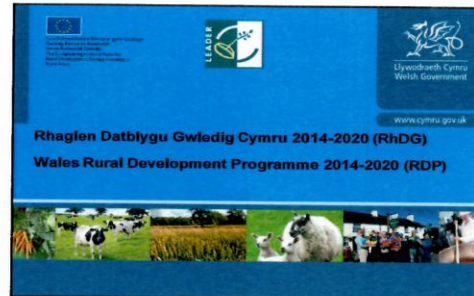 LEADER
Llywodraeth Cymru
Welsh Government
www.cymru.gov.uk
Rhaglen Datblygu Gwledig Cymru 2014-2020 (RhDG)
Wales Rural Development Programme 2014-2020 (RDP)